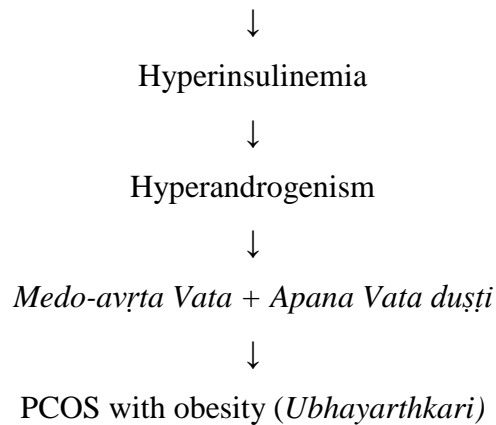 ↓
Hyperinsulinemia
↓
Hyperandrogenism
↓
Medo-avṛta Vata + Apana Vata duṣṭi
↓
PCOS with obesity (Ubhayarthkari)